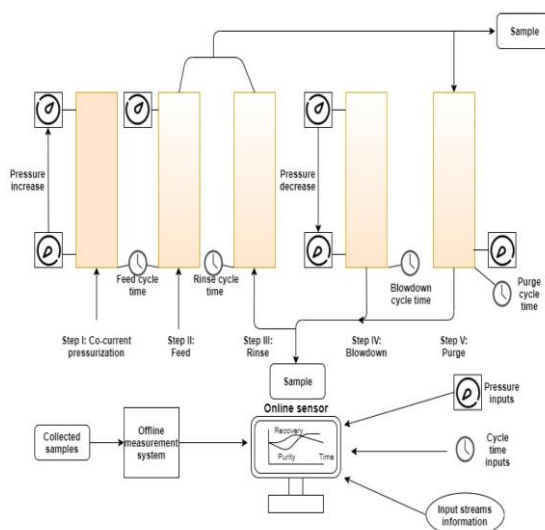 Sample
Pressure
increase
Pressure
decrease
Feed cycle
time
Rinse cycle
time
Blowdown
cycle time
Purge
cycle
time
Step I: Co-current
pressurization
Step II:
Feed
Step III:
Rinse
Step IV:
Blowdown
Step V:
Purge
Sample
Online sensor
Recovery
Purity
Time
Pressure
inputs
Collected
samples
Offline
measurement
system
Cycle
time
inputs
Input streams
information